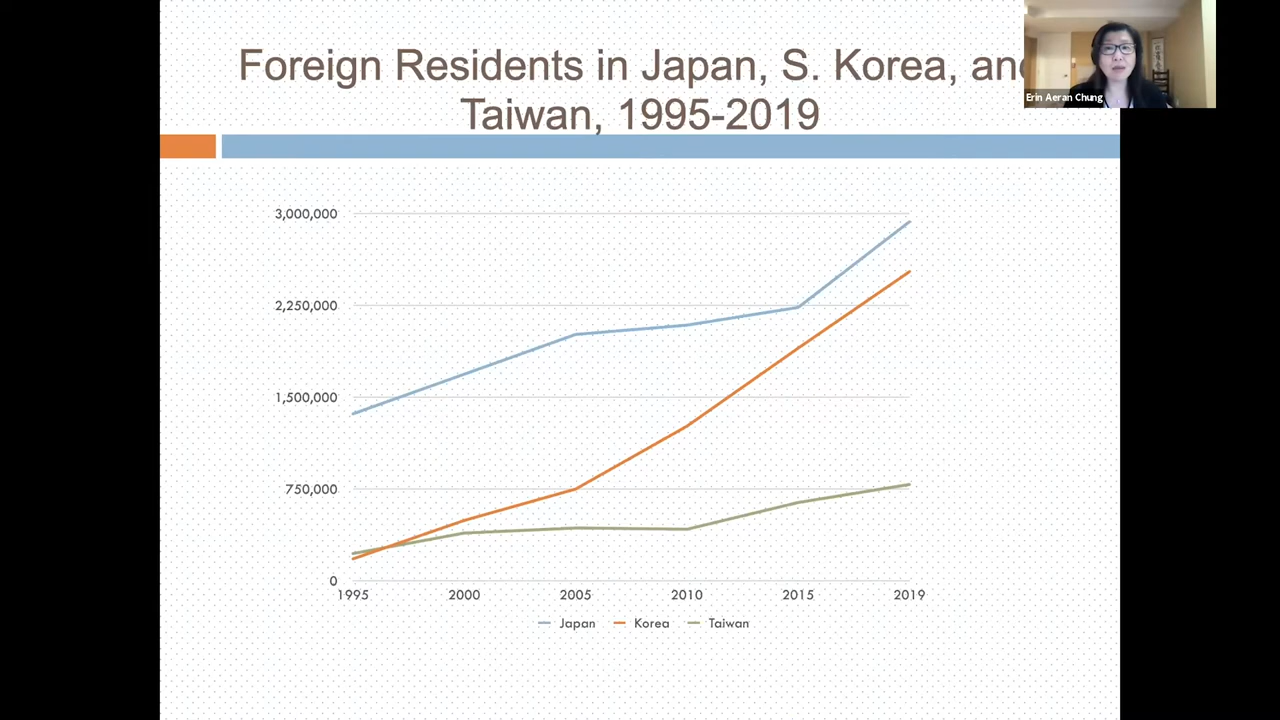 Foreign Residents in Japan, S. Korea, and
Taiwan, 1995-2019
Erin Aeran Chung
3,000,000
2,250,000
1,500,000
750,000
0
1995 2000 2005 2010 2015 2019
Japan Korea Taiwan